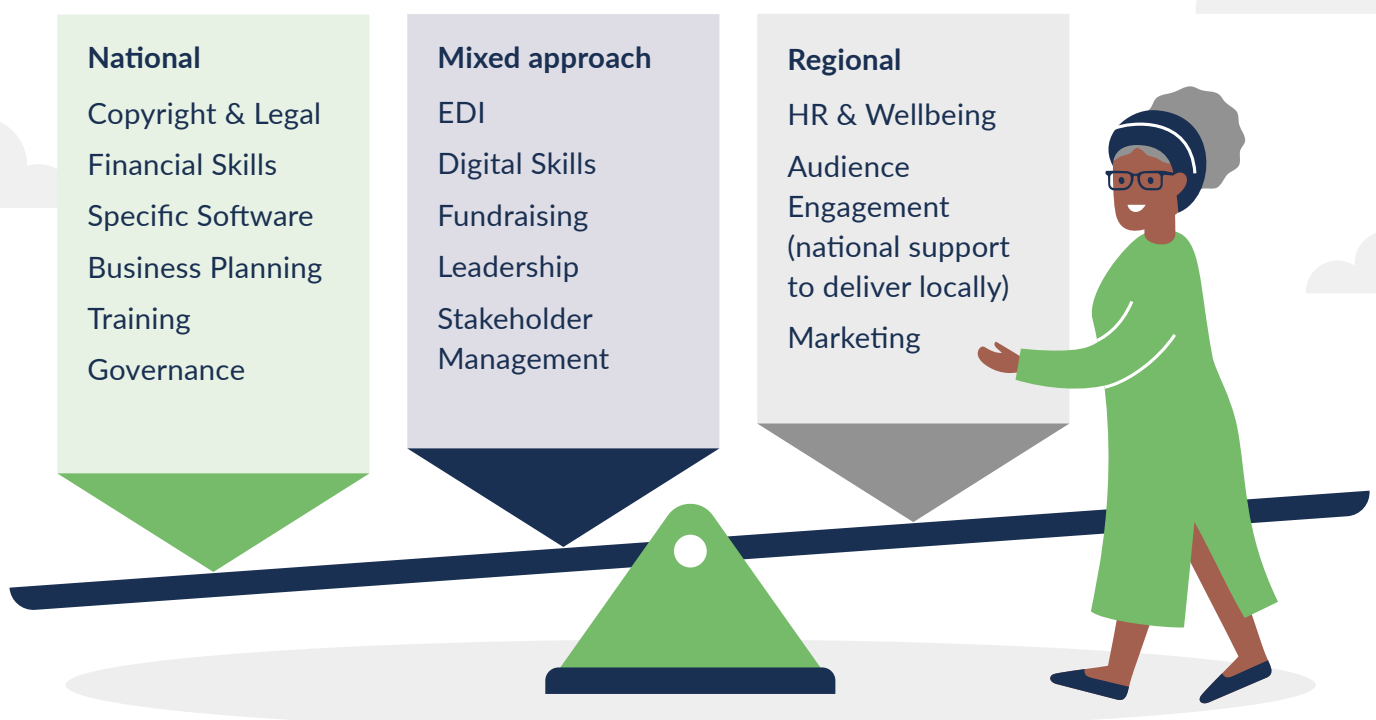 National
Copyright & Legal
Financial Skills
Specific Software
Business Planning
Training
Governance
Mixed approach
EDI
Digital Skills
Fundraising
Leadership
Stakeholder
Management
Regional
HR & Wellbeing
Audience
Engagement
(national support
to deliver locally)
Marketing